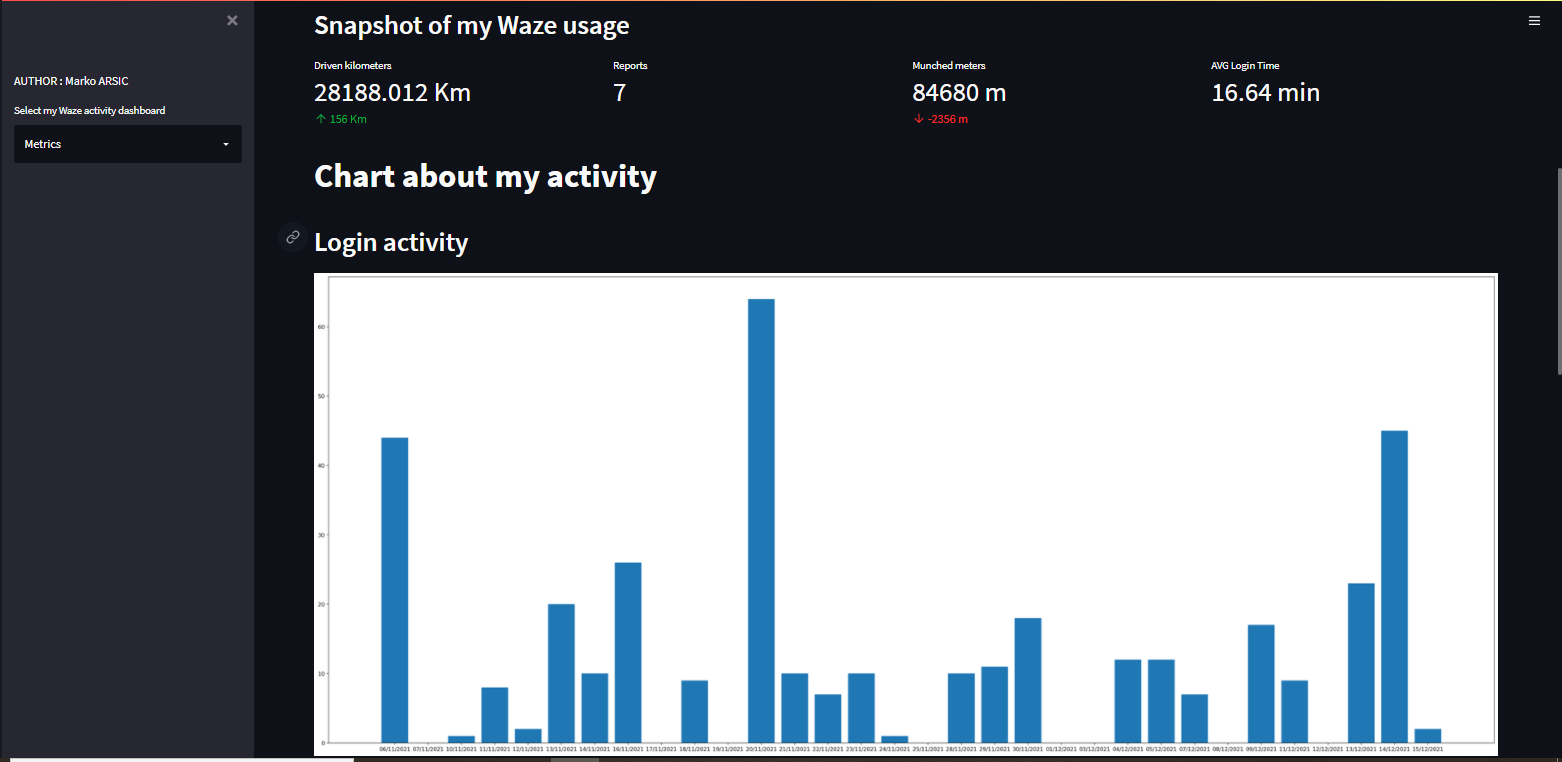 AUTHOR : Marko ARSIC
Select my Waze activity dashboard
Metrics
Snapshot of my Waze usage
Driven kilometers Reports Munched meters AVG Login Time
28188.012 Km 7 84680 m 16.64 min
↑ 156 Km ↓ -2356 m
Chart about my activity
Login activity
60
50
40
30
20
10
0
06/11/2021 07/11/2021 10/11/2021 11/11/2021 12/11/2021 13/11/2021 14/11/2021 16/11/2021 17/11/2021 18/11/2021 19/11/2021 20/11/2021 21/11/2021 22/11/2021 23/11/2021 24/11/2021 25/11/2021 28/11/2021 29/11/2021 30/11/2021 01/12/2021 03/12/2021 04/12/2021 05/12/2021 07/12/2021 08/12/2021 09/12/2021 11/12/2021 12/12/2021 13/12/2021 14/12/2021 15/12/2021